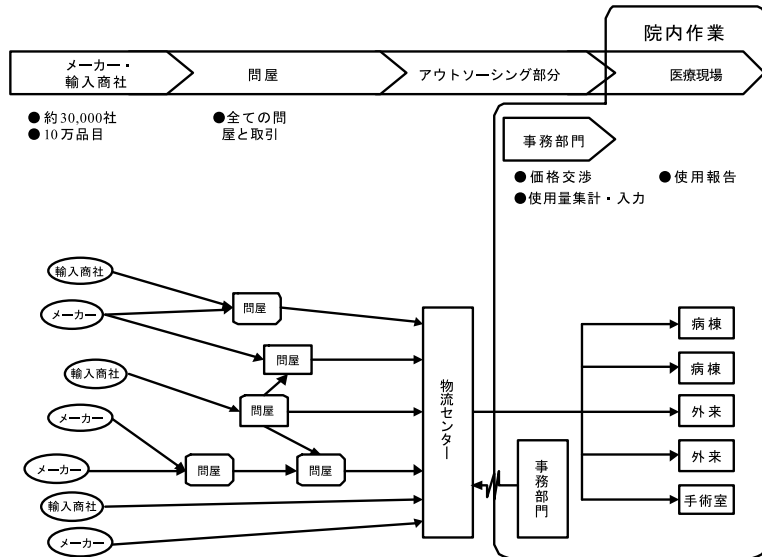 院内作業
メーカー・
輸入商社
問屋
アウトソーシング部分
医療現場
●約30,000社
●10万品目
●全ての問
屋と取引
事務部門
●価格交渉
●使用量集計・入力
●使用報告
輸入商社
メーカー
輸入商社
メーカー
メーカー
輸入商社
メーカー
問屋
問屋
問屋
問屋
問屋
物流センター
事務部門
病棟
病棟
外来
外来
手術室